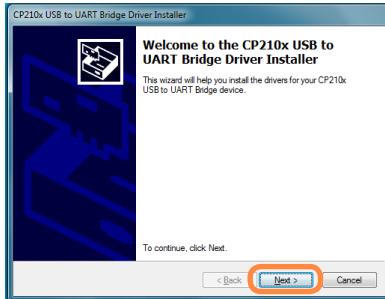 CP210x USB to UART Bridge Driver Installer
Welcome to the CP210x USB to
UART Bridge Driver Installer
This wizard will help you install the drivers for your CP210x
USB to UART Bridge device.
To continue, click Next.
< Back Next > Cancel